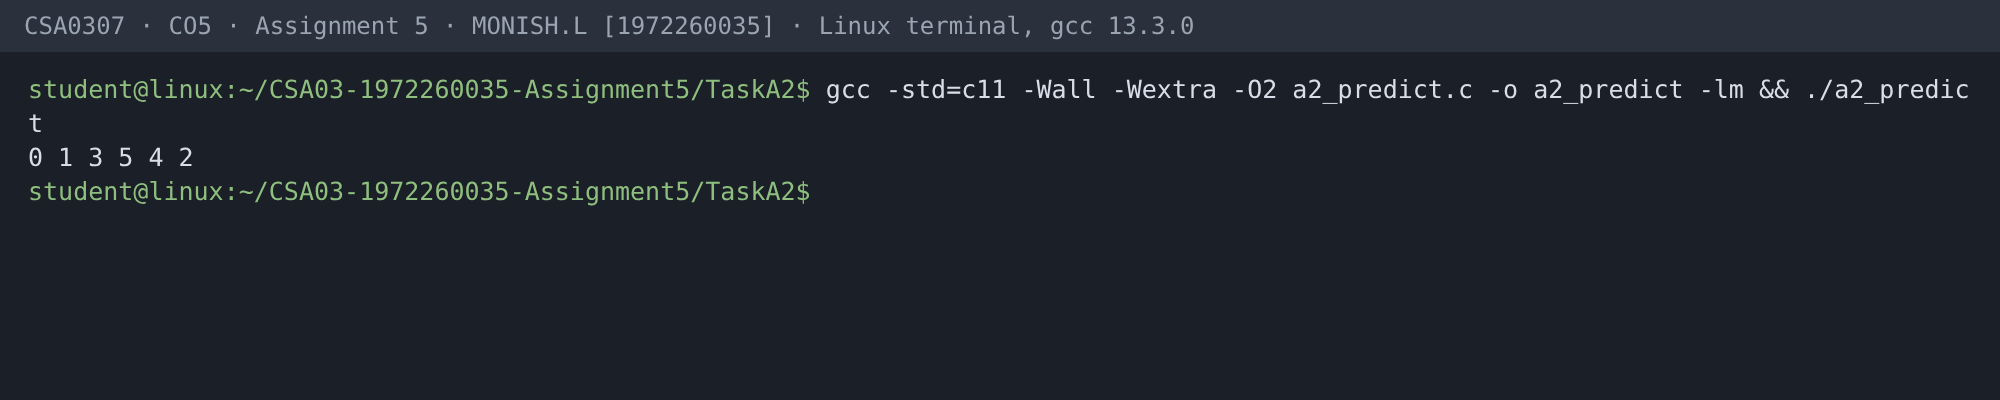 CSA0307 · CO5 · Assignment 5 · MONISH.L [1972260035] · Linux terminal, gcc 13.3.0
student@linux:~/CSA03-1972260035-Assignment5/TaskA2$ gcc -std=c11 -Wall -Wextra -O2 a2_predict.c -o a2_predict -lm && ./a2_predic
t
0 1 3 5 4 2
student@linux:~/CSA03-1972260035-Assignment5/TaskA2$